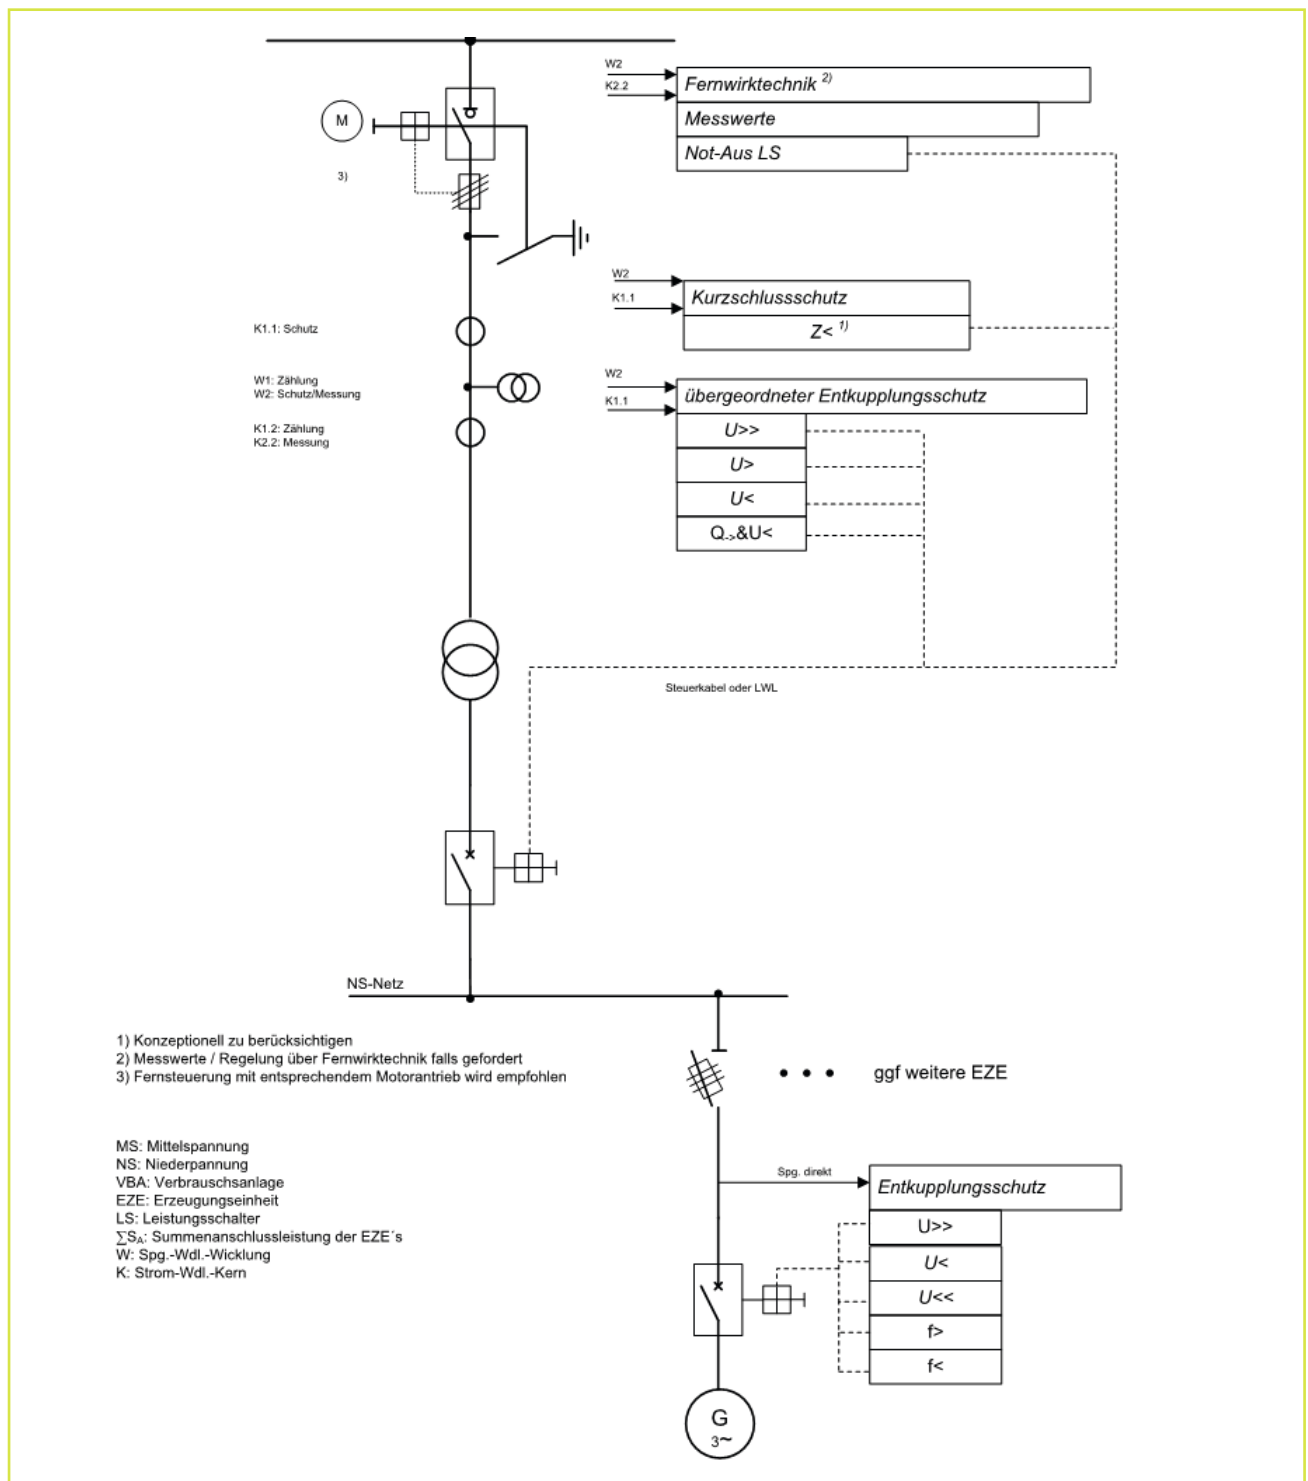 W2
K2.2
Fernwirktechnik 2)
M
Messwerte
Not-Aus LS
3)
W2
K1.1
Kurzschlussschutz
Z< 1)
K1.1: Schutz
W1: Zählung
W2: Schutz/Messung
K1.2: Zählung
K2.2: Messung
W2
K1.1
übergeordneter Entkupplungsschutz
U>>
U>
U<
Q->&U<
Steuerkabel oder LWL
NS-Netz
1) Konzeptionell zu berücksichtigen
2) Messwerte / Regelung über Fernwirktechnik falls gefordert
3) Fernsteuerung mit entsprechendem Motorantrieb wird empfohlen
ggf weitere EZE
MS: Mittelspannung
NS: Niederpannung
VBA: Verbrauschsanlage
EZE: Erzeugungseinheit
LS: Leistungsschalter
∑SA: Summenanschlussleistung der EZE´s
W: Spg.-Wdl.-Wicklung
K: Strom-Wdl.-Kern
Spg. direkt
Entkupplungsschutz
U>>
U<
U<<
f>
f<
G
3~